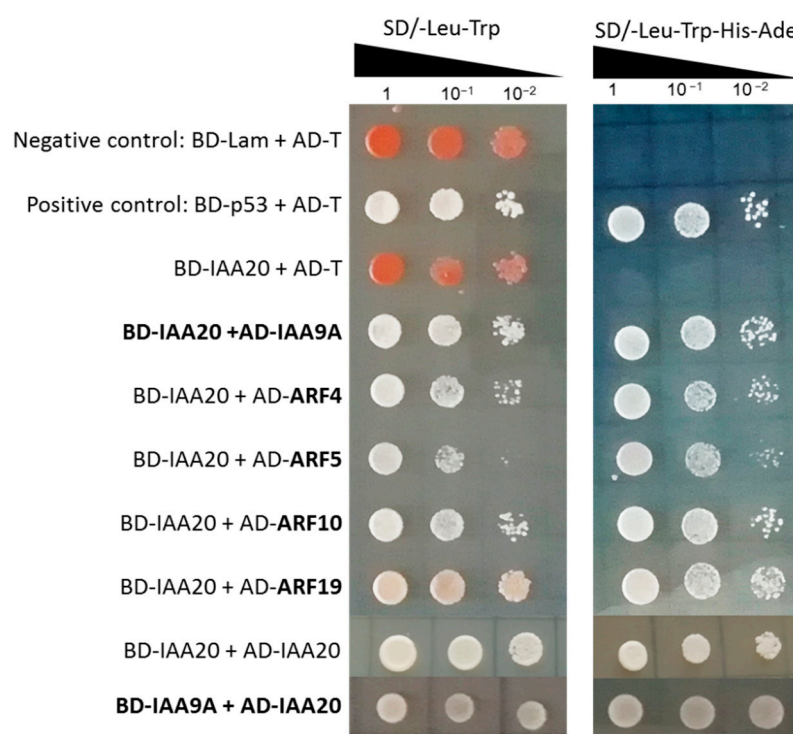 SD/-Leu-Trp
SD/-Leu-Trp-His-Ade
1 10⁻¹ 10⁻²
1 10⁻¹ 10⁻²
Negative control: BD-Lam + AD-T
Positive control: BD-p53 + AD-T
BD-IAA20 + AD-T
BD-IAA20 +AD-IAA9A
BD-IAA20 + AD-ARF4
BD-IAA20 + AD-ARF5
BD-IAA20 + AD-ARF10
BD-IAA20 + AD-ARF19
BD-IAA20 + AD-IAA20
BD-IAA9A + AD-IAA20